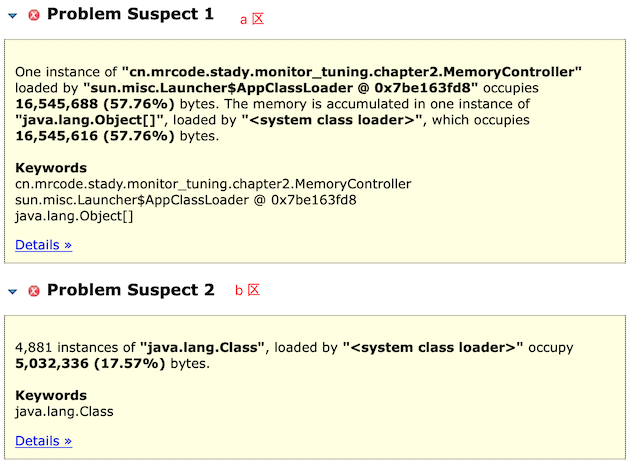 Problem Suspect 1 a 区
One instance of "cn.mrcode.stady.monitor_tuning.chapter2.MemoryController"
loaded by "sun.misc.Launcher$AppClassLoader @ 0x7be163fd8" occupies
16,545,688 (57.76%) bytes. The memory is accumulated in one instance of
"java.lang.Object[]", loaded by "<system class loader>", which occupies
16,545,616 (57.76%) bytes.
Keywords
cn.mrcode.stady.monitor_tuning.chapter2.MemoryController
sun.misc.Launcher$AppClassLoader @ 0x7be163fd8
java.lang.Object[]
Details »
Problem Suspect 2 b 区
4,881 instances of "java.lang.Class", loaded by "<system class loader>" occupy
5,032,336 (17.57%) bytes.
Keywords
java.lang.Class
Details »